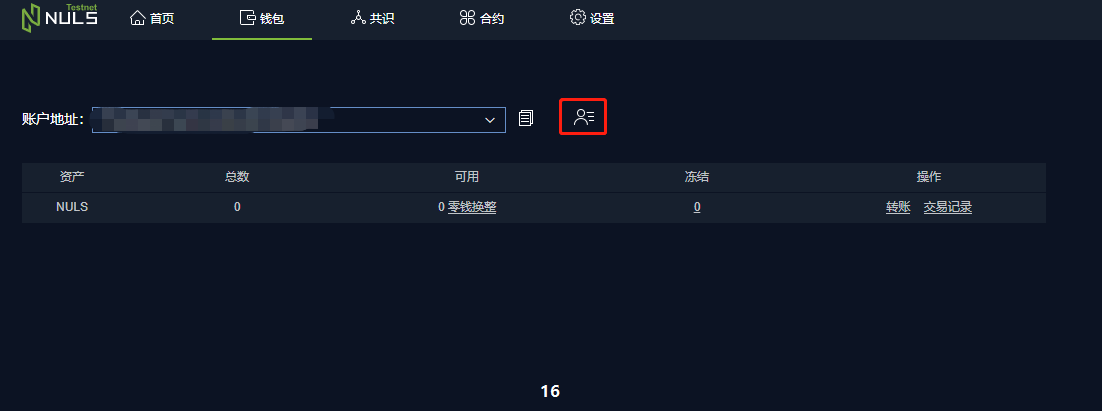 Testnet
NULS 首页 钱包 共识 合约 设置
账户地址：
资产 总数 可用 冻结 操作
NULS 0 0 零钱换整 0 转账 交易记录
16